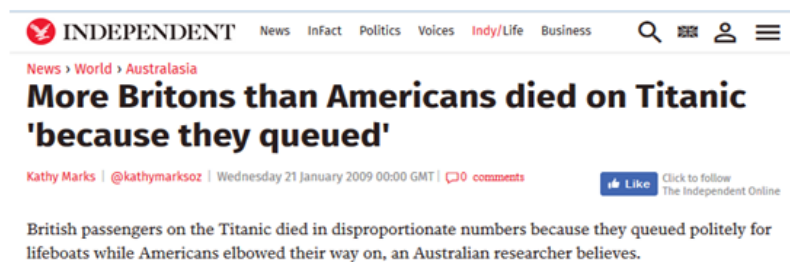 INDEPENDENT News InFact Politics Voices Indy/Life Business
News › World › Australasia
More Britons than Americans died on Titanic
'because they queued'
Kathy Marks | @kathymarksoz | Wednesday 21 January 2009 00:00 GMT | 0 comments
Like Click to follow
The Independent Online
British passengers on the Titanic died in disproportionate numbers because they queued politely for
lifeboats while Americans elbowed their way on, an Australian researcher believes.